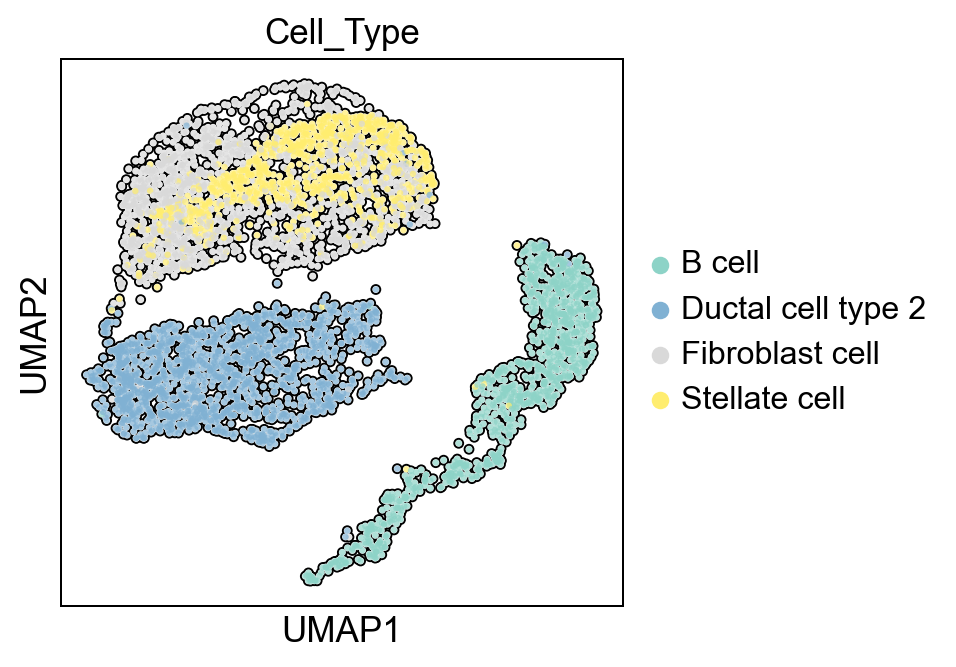 Cell_Type
UMAP2
B cell
Ductal cell type 2
Fibroblast cell
Stellate cell
UMAP1